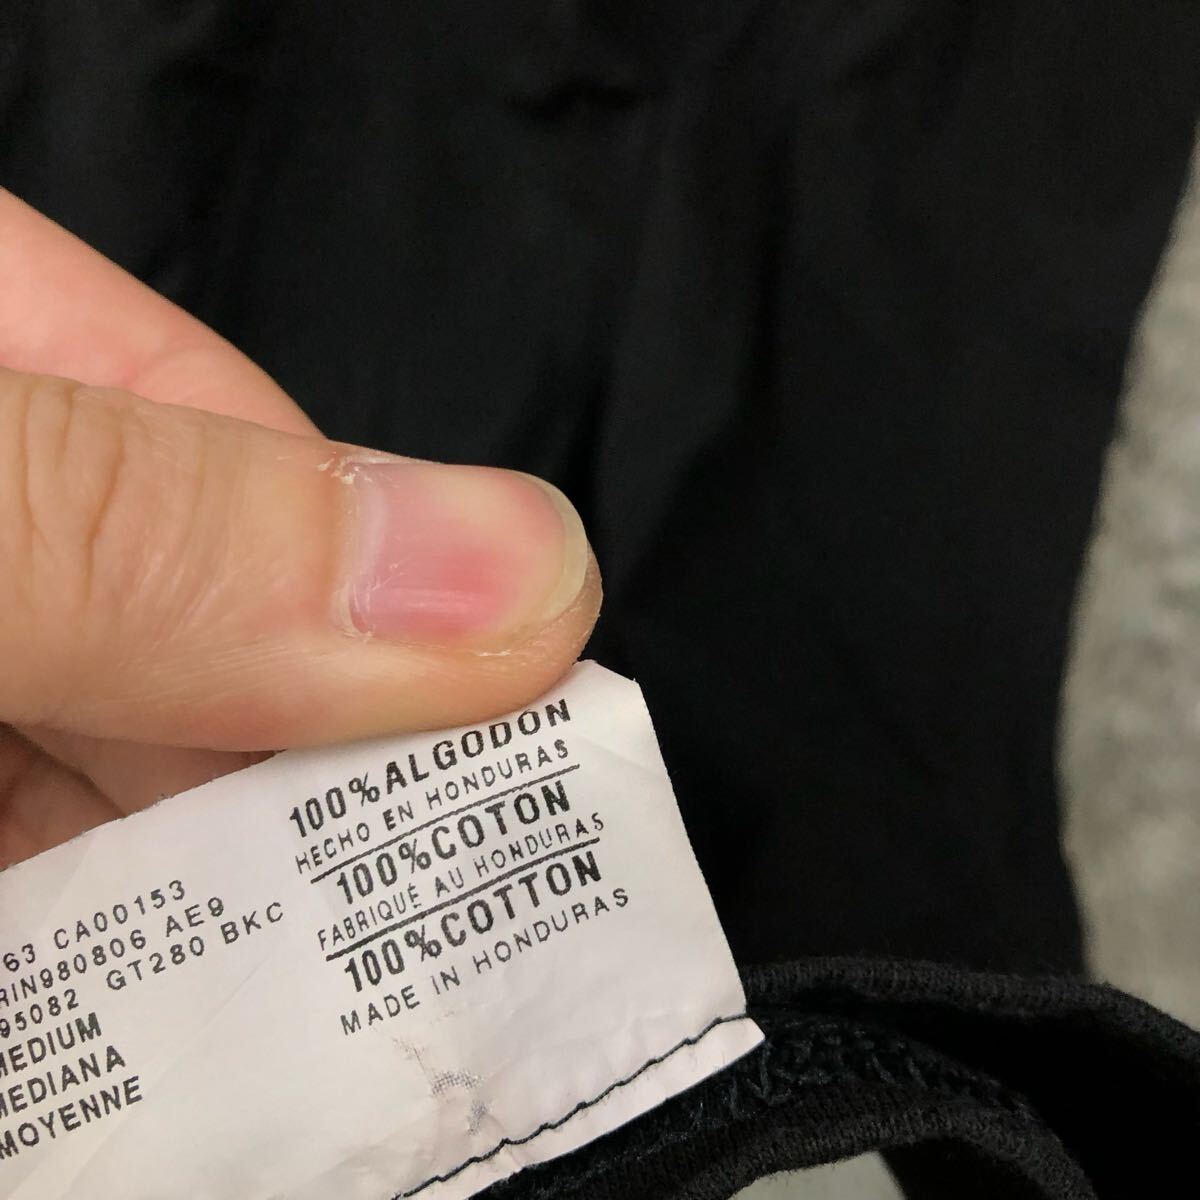 100%ALGODÓN
HECHO EN HONDURAS
100%COTON
FABRIQUÉ AU HONDURAS
100%COTTON
MADE IN HONDURAS
63 CA00153
RIN980806 AE9
95082 GT280 BKC
MEDIUM
MEDIANA
MOYENNE